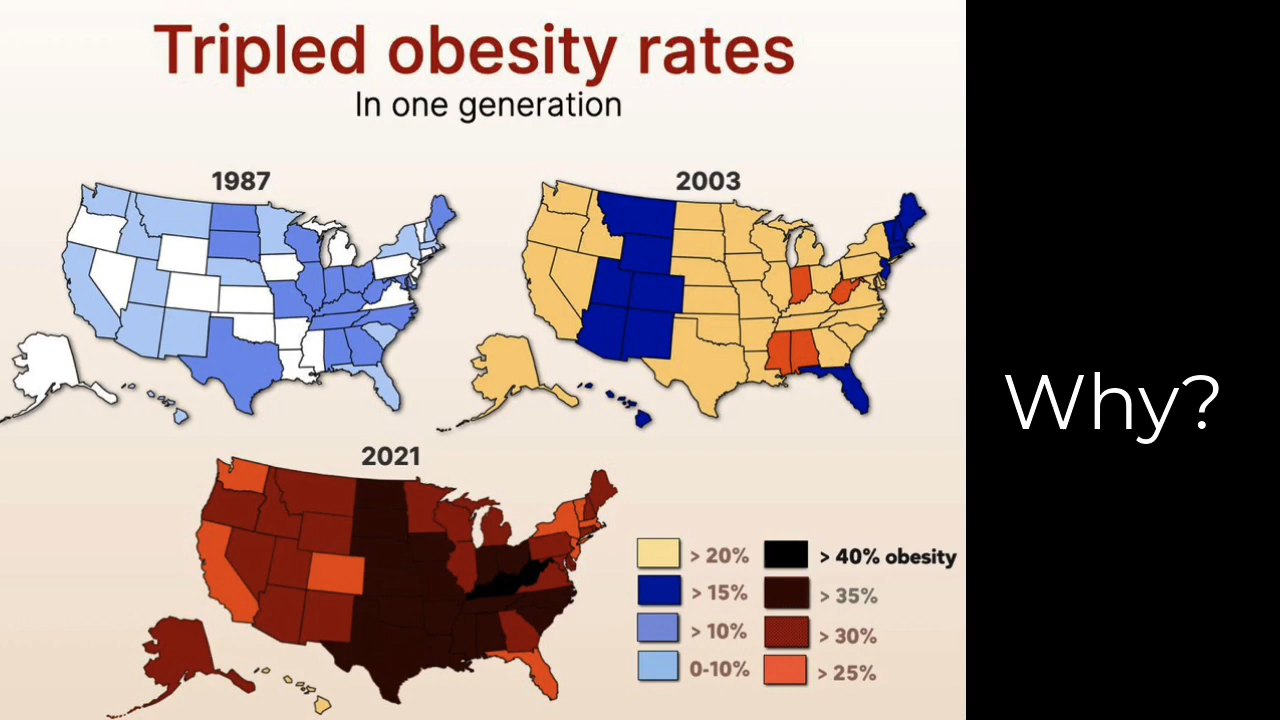 Tripled obesity rates
In one generation
1987
2003
2021
> 20%
> 15%
> 10%
0-10%
> 40% obesity
> 35%
> 30%
> 25%
Why?